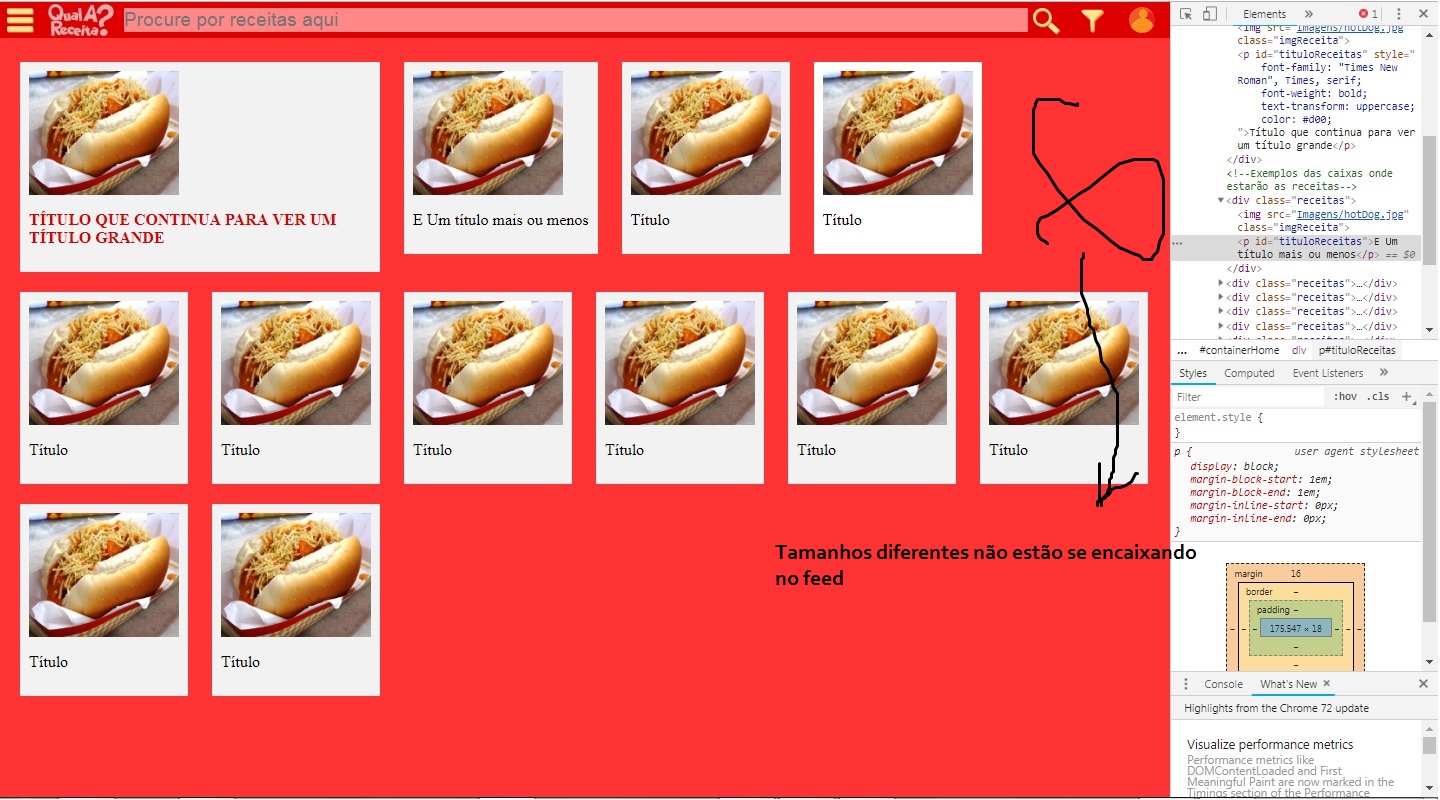 Qual A
Receita?
Procure por receitas aqui
TÍTULO QUE CONTINUA PARA VER UM
TÍTULO GRANDE
E Um título mais ou menos
Título
Título
Título
Título
Título
Título
Título
Título
Título
Título
Tamanhos diferentes não estão se encaixando
no feed
Elements
»
1
<img src="Imagens/hotDog.jpg"
class="imgReceita">
<p id="tituloReceitas" style="
font-family: "Times New
Roman", Times, serif;
font-weight: bold;
text-transform: uppercase;
color: #d00;
">Título que continua para ver
um título grande</p>
</div>
<!--Exemplos das caixas onde
estarão as receitas-->
<div class="receitas">
<img src="Imagens/hotDog.jpg"
class="imgReceita">
... <p id="tituloReceitas">E Um
título mais ou menos</p> == $0
</div>
<div class="receitas">…</div>
<div class="receitas">…</div>
<div class="receitas">…</div>
<div class="receitas">…</div>
<div class="receitas">…</div>
... #containerHome div p#tituloReceitas
Styles Computed Event Listeners »
Filter :hov .cls +
element.style {
}
p { user agent stylesheet
display: block;
margin-block-start: 1em;
margin-block-end: 1em;
margin-inline-start: 0px;
margin-inline-end: 0px;
}
margin 16
border –
padding –
– – – 175.547 × 18 – – –
–
–
Console What's New ×
Highlights from the Chrome 72 update
Visualize performance metrics
Performance metrics like
DOMContentLoaded and First
Meaningful Paint are now marked in the
Timings section of the Performance